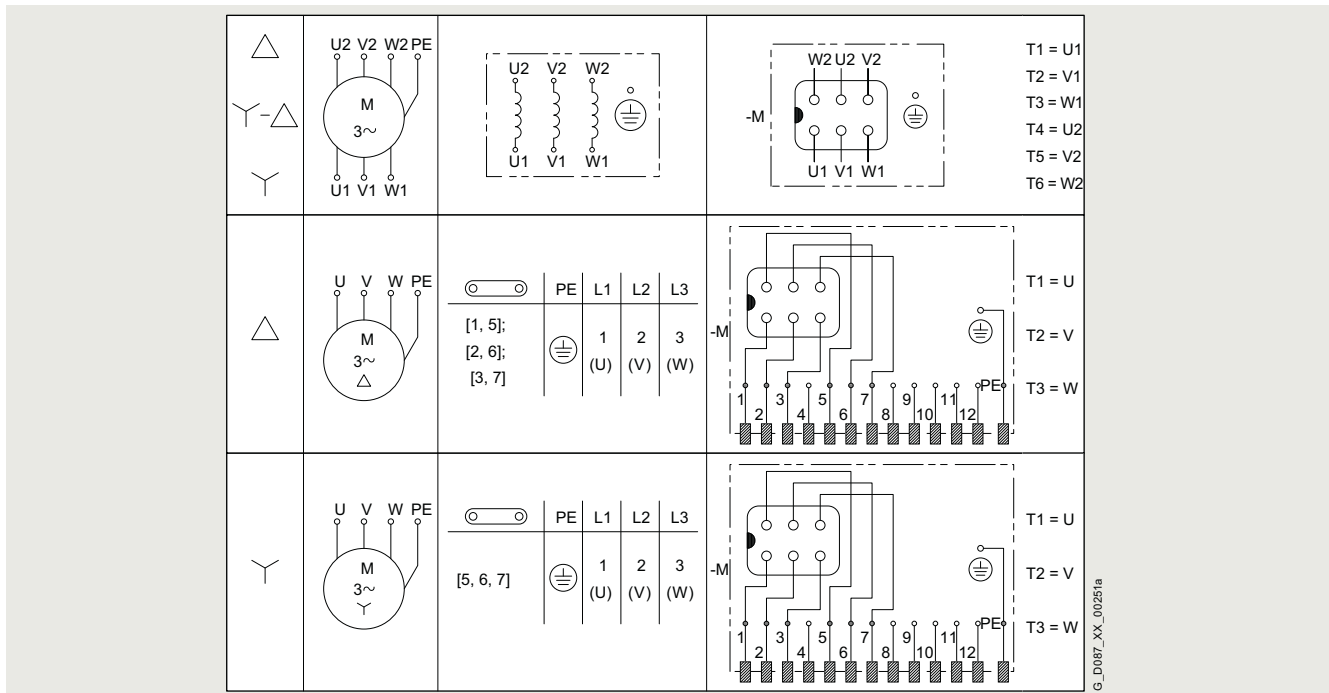 U2 V2 W2 PE
M
3~
U1 V1 W1
U2 V2 W2
U1 V1 W1
-M
W2 U2 V2
U1 V1 W1
T1 = U1
T2 = V1
T3 = W1
T4 = U2
T5 = V2
T6 = W2
U V W PE
M
3~
PE L1 L2 L3
[1, 5];
[2, 6];
[3, 7]
1 2 3
(U) (V) (W)
-M
1 2 3 4 5 6 7 8 9 10 11 12 PE
T1 = U
T2 = V
T3 = W
U V W PE
M
3~
PE L1 L2 L3
[5, 6, 7]
1 2 3
(U) (V) (W)
-M
1 2 3 4 5 6 7 8 9 10 11 12 PE
T1 = U
T2 = V
T3 = W
G_D087_XX_00251a